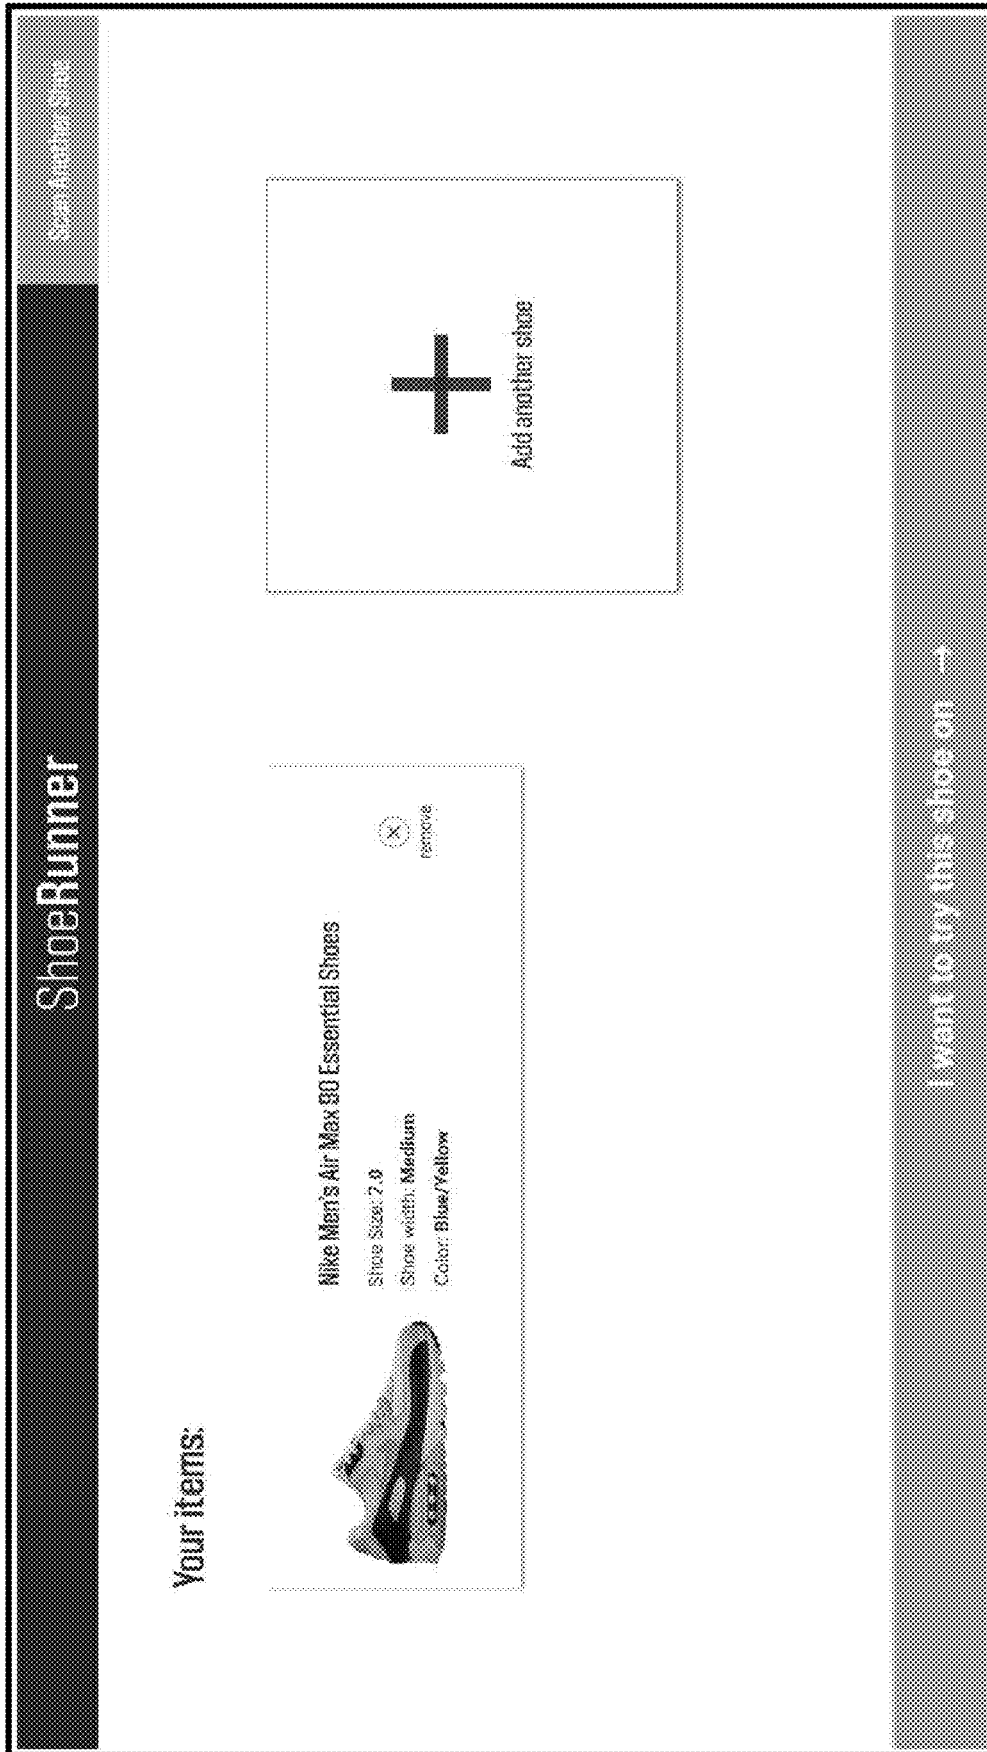 ShoeRunner
Scan Another Shoe
Your items:
Nike Men's Air Max 90 Essential Shoes
Shoe Size: 7.0
Shoe width: Medium
Color: Blue/Yellow
remove
Add another shoe
I want to try this shoe on →